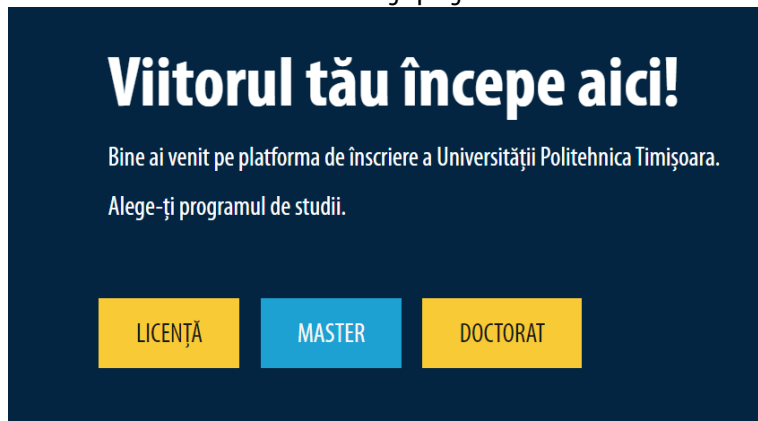 Viitorul tău începe aici!
Bine ai venit pe platforma de înscriere a Universității Politehnica Timișoara.
Alege-ți programul de studii.
LICENȚĂ MASTER DOCTORAT